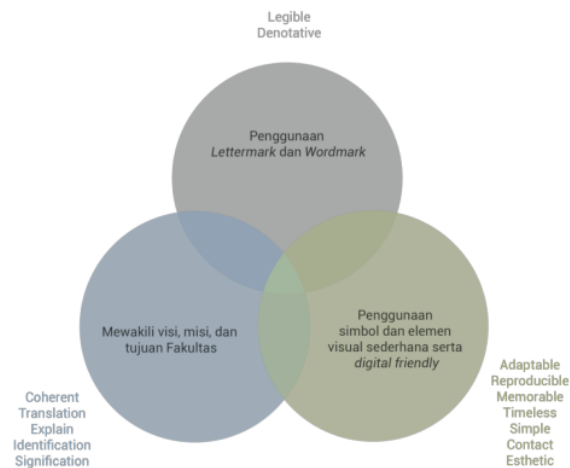 Legible
Denotative
Penggunaan
Lettermark dan Wordmark
Mewakili visi, misi, dan
tujuan Fakultas
Penggunaan
simbol dan elemen
visual sederhana serta
digital friendly
Coherent
Translation
Explain
Identification
Signification
Adaptable
Reproducible
Memorable
Timeless
Simple
Contact
Esthetic